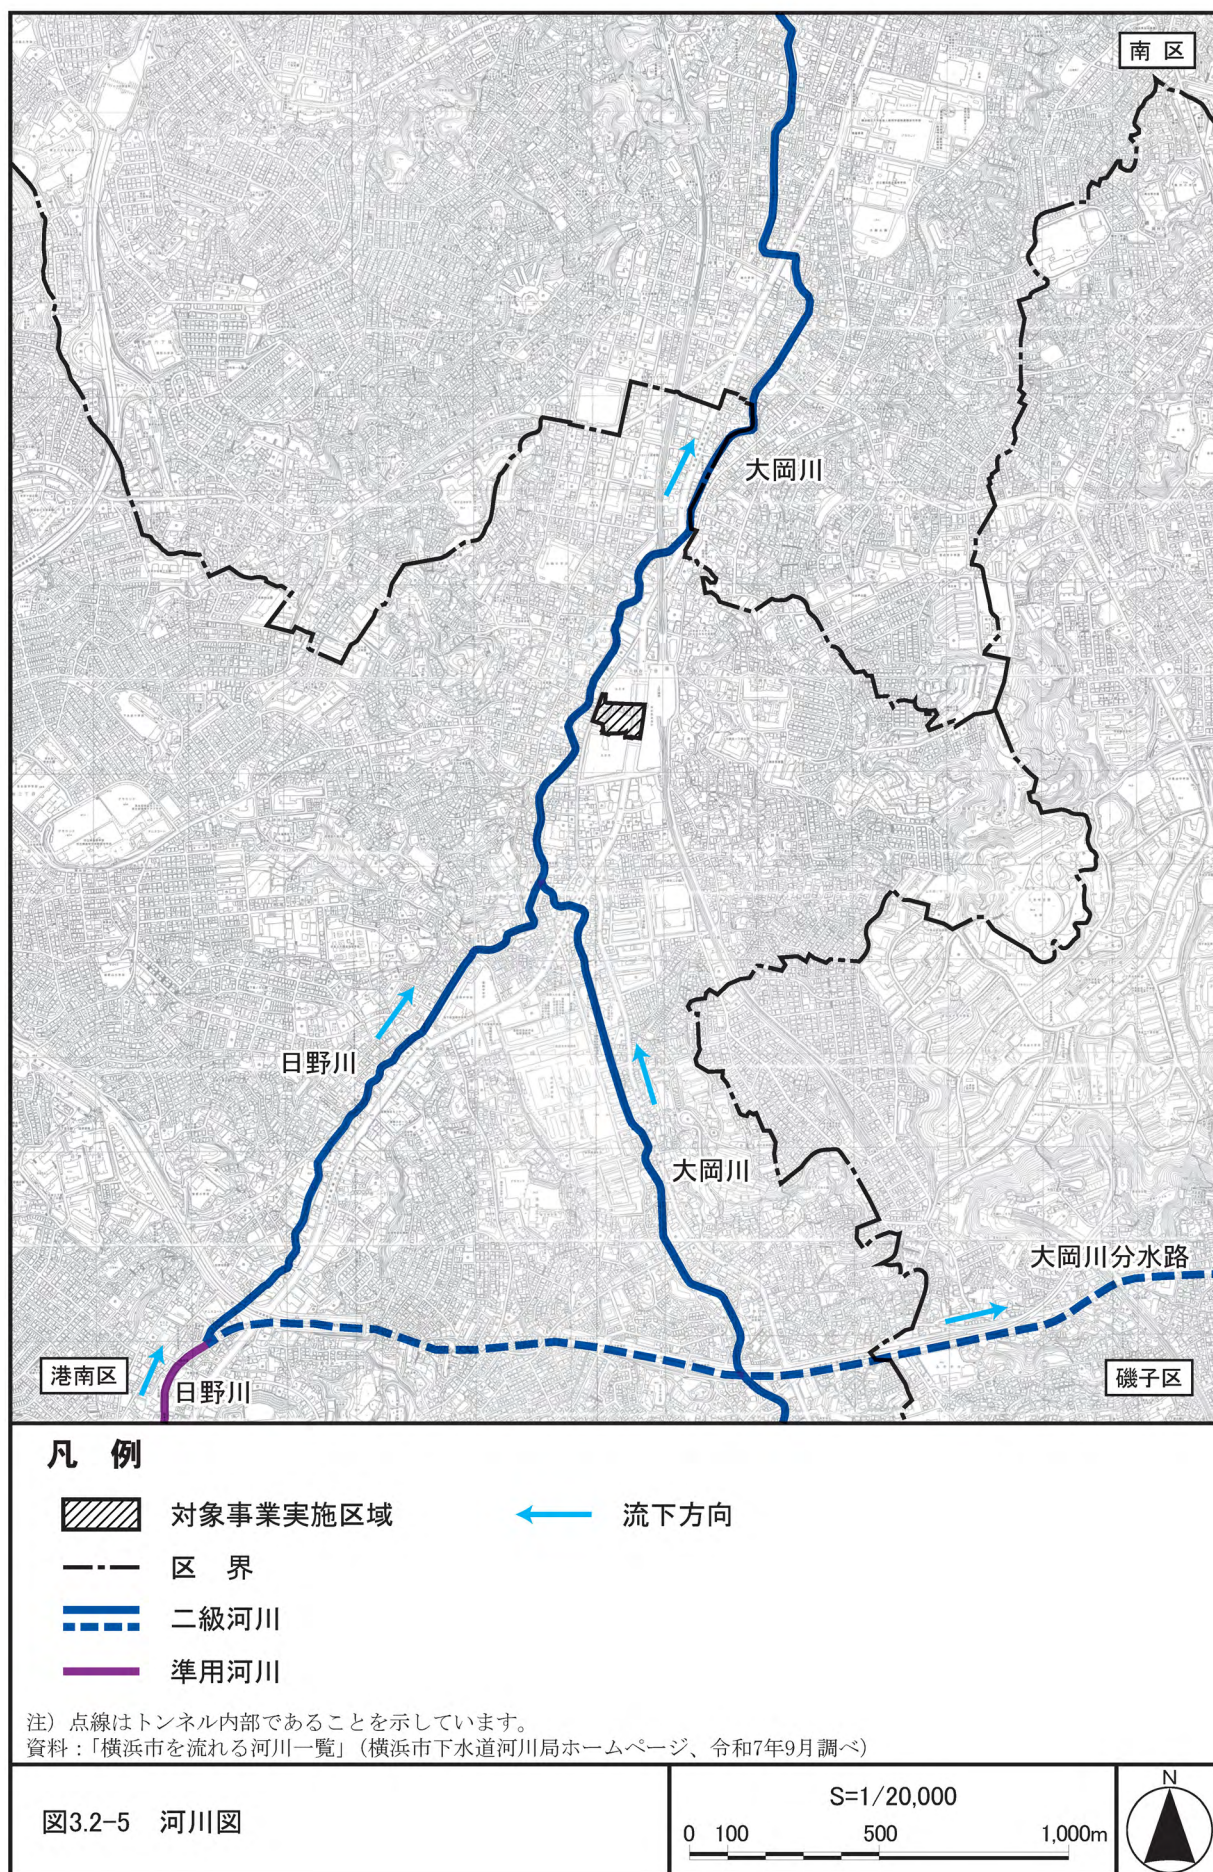 南 区
大岡川
日野川
大岡川
大岡川分水路
港南区
日野川
磯子区
凡 例
対象事業実施区域
流下方向
区 界
二級河川
準用河川
注）点線はトンネル内部であることを示しています。
資料：「横浜市を流れる河川一覧」（横浜市下水道河川局ホームページ、令和7年9月調べ）
図3.2-5 河川図
S=1/20,000
0 100 500 1,000m
N